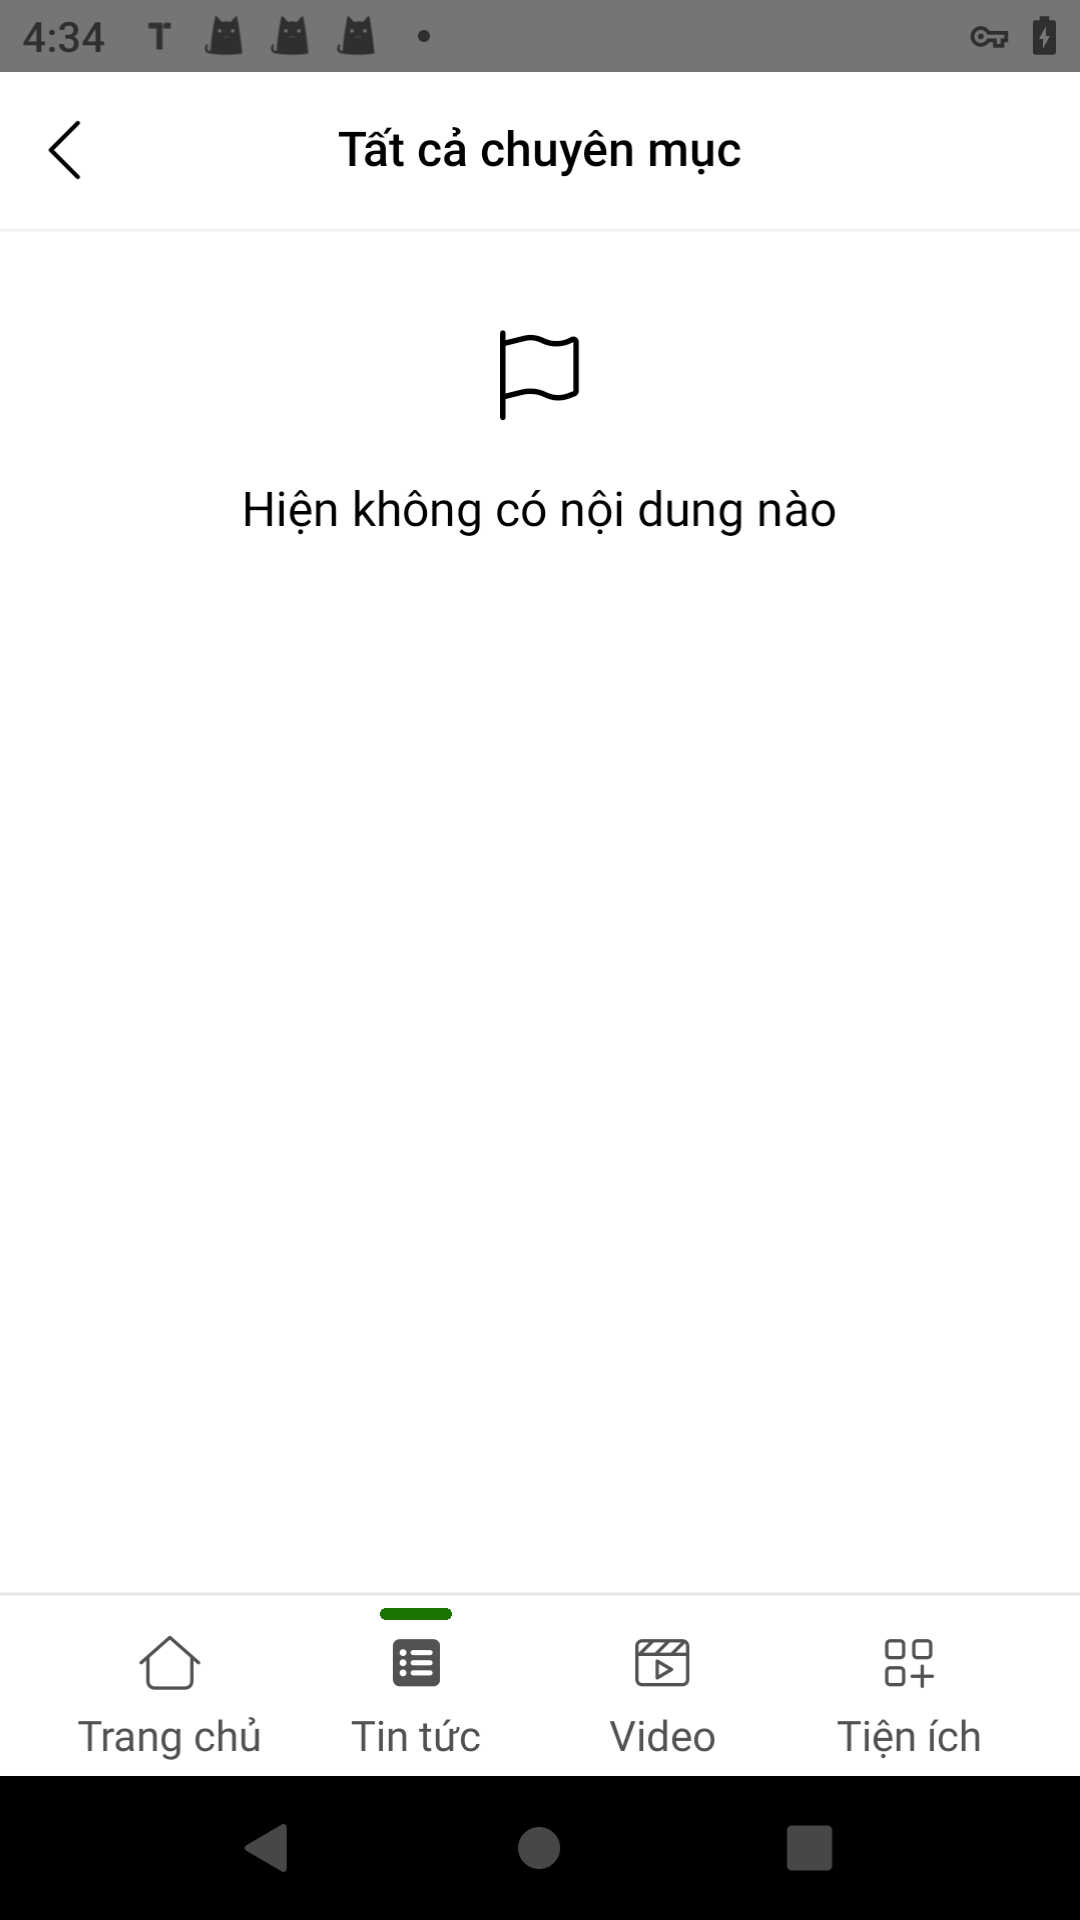 4:34
Tất cả chuyên mục
Hiện không có nội dung nào
Trang chủ
Tin tức
Video
Tiện ích